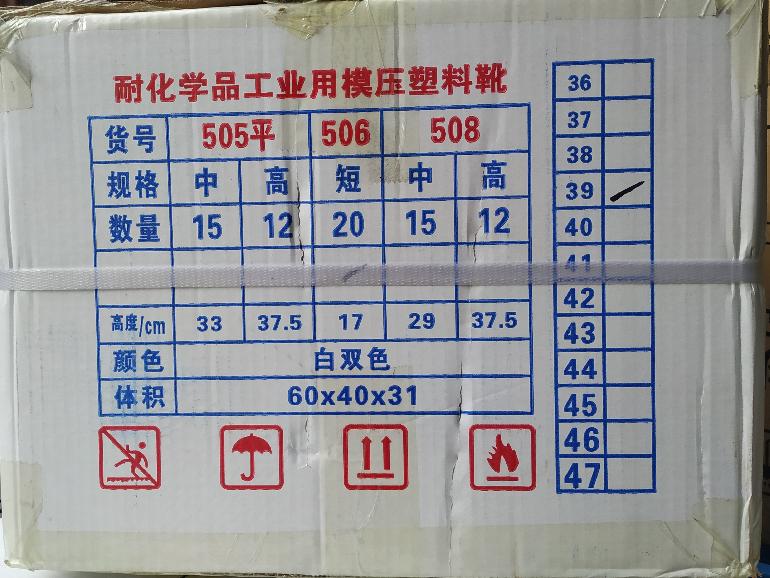 耐化学品工业用模压塑料靴
货号 505平 506 508
规格 中 高 短 中 高
数量 15 12 20 15 12
高度/cm 33 37.5 17 29 37.5
颜色 白双色
体积 60x40x31
36
37
38
39
40
41
42
43
44
45
46
47